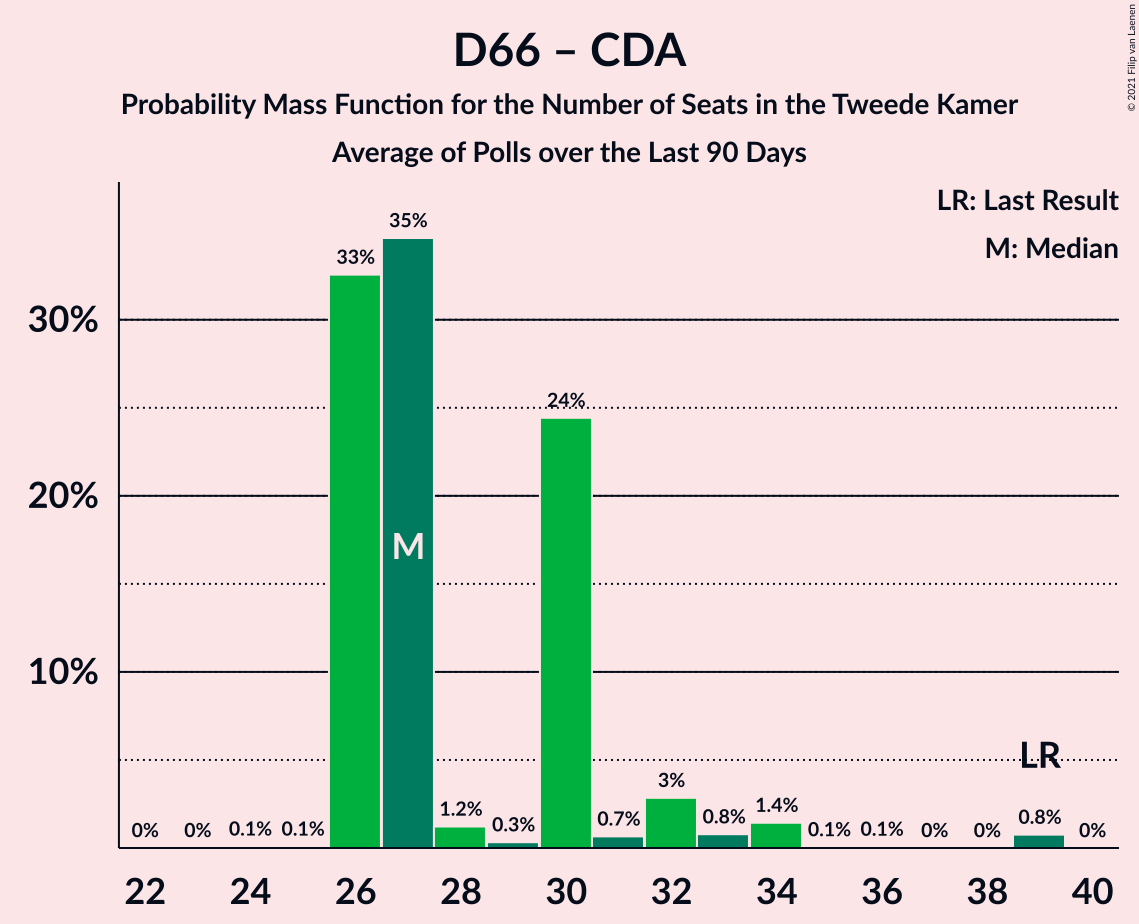 D66 – CDA
Probability Mass Function for the Number of Seats in the Tweede Kamer
Average of Polls over the Last 90 Days
© 2021 Filip van Laenen
LR: Last Result
M: Median
30%
20%
10%
0% 0% 0.1% 0.1% 33% 35% 1.2% 0.3% 24% 0.7% 3% 0.8% 1.4% 0.1% 0.1% 0% 0% 0.8% 0%
M
LR
22 24 26 28 30 32 34 36 38 40